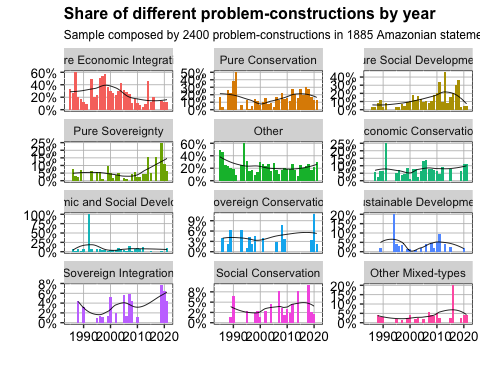 Share of different problem-constructions by year
Sample composed by 2400 problem-constructions in 1885 Amazonian stateme
re Economic Integrati Pure Conservation ure Social Developme
60% 50% 40%
40% 40% 30%
20% 30% 20%
0% 20% 10%
10% 0%
0%
Pure Sovereignty Other conomic Conservatio
25% 60% 25%
20% 40% 20%
15% 20% 15%
10% 0% 10%
5% 5%
0% 0%
mic and Social Develo overeign Conservatio ustainable Developme
100% 9% 20%
75% 6% 15%
50% 3% 10%
25% 0% 5%
0% 0%
Sovereign Integration Social Conservation Other Mixed-types
8% 8% 20%
6% 6% 15%
4% 4% 10%
2% 2% 5%
0% 0% 0%
1990 2000 2010 2020 1990 2000 2010 2020 1990 2000 2010 2020